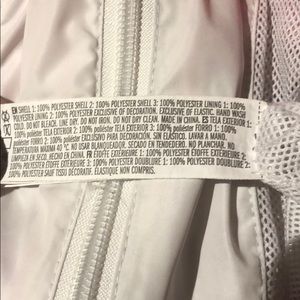 EN SHELL 1: 100% POLYESTER SHELL 2: 100% POLYESTER SHELL 3: 100% POLYESTER LINING 1: 100%
POLYESTER LINING 2: 100% POLYESTER EXCLUSIVE OF DECORATION. EXCLUSIVE OF ELASTIC. HAND WASH
COLD. DO NOT BLEACH. LINE DRY. DO NOT IRON. DO NOT DRY CLEAN. MADE IN CHINA. ES TELA EXTERIOR 1:
100% poliéster TELA EXTERIOR 2: 100% poliéster TELA EXTERIOR 3: 100% poliéster FORRO 1: 100%
poliéster FORRO 2: 100% poliéster EXCLUSIVO PARA DECORACIÓN. SIN ELÁSTICO. LAVAR A MANO.
TEMPERATURA MÁXIMA 40 °C. NO USAR BLANQUEADOR. SECADO EN TENDEDERO. NO PLANCHAR. NO
LIMPIEZA EN SECO. HECHO EN CHINA. FR ÉTOFFE EXTÉRIEURE 1: 100% POLYESTER ÉTOFFE EXTÉRIEURE 2:
100% POLYESTER ÉTOFFE EXTÉRIEURE 3: 100% POLYESTER DOUBLURE 1: 100% POLYESTER DOUBLURE 2:
100% POLYESTER SAUF TISSU DÉCORATIF. ÉLASTIQUE NON COMPRIS.